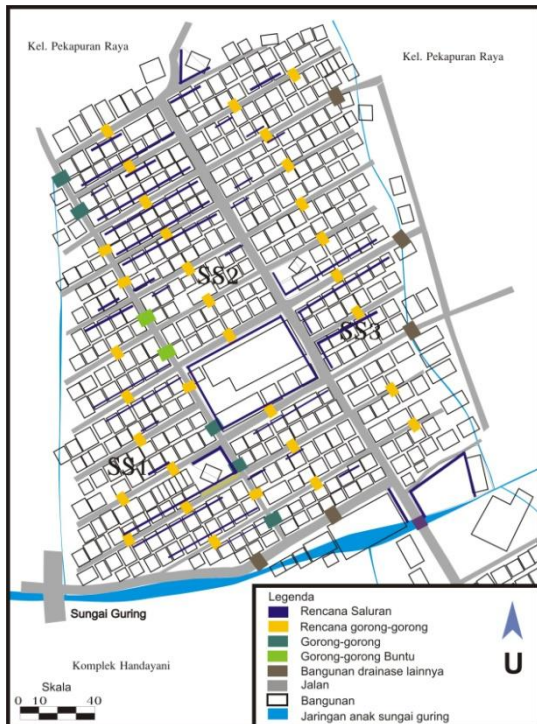 Kel. Pekapuran Raya
Kel. Pekapuran Raya
SS2
SS3
SS1
Sungai Guring
Komplek Handayani
Skala
0 10 40
Legenda
Rencana Saluran
Rencana gorong-gorong
Gorong-gorong
Gorong-gorong Buntu
Bangunan drainase lainnya
Jalan
Bangunan
Jaringan anak sungai guring
U